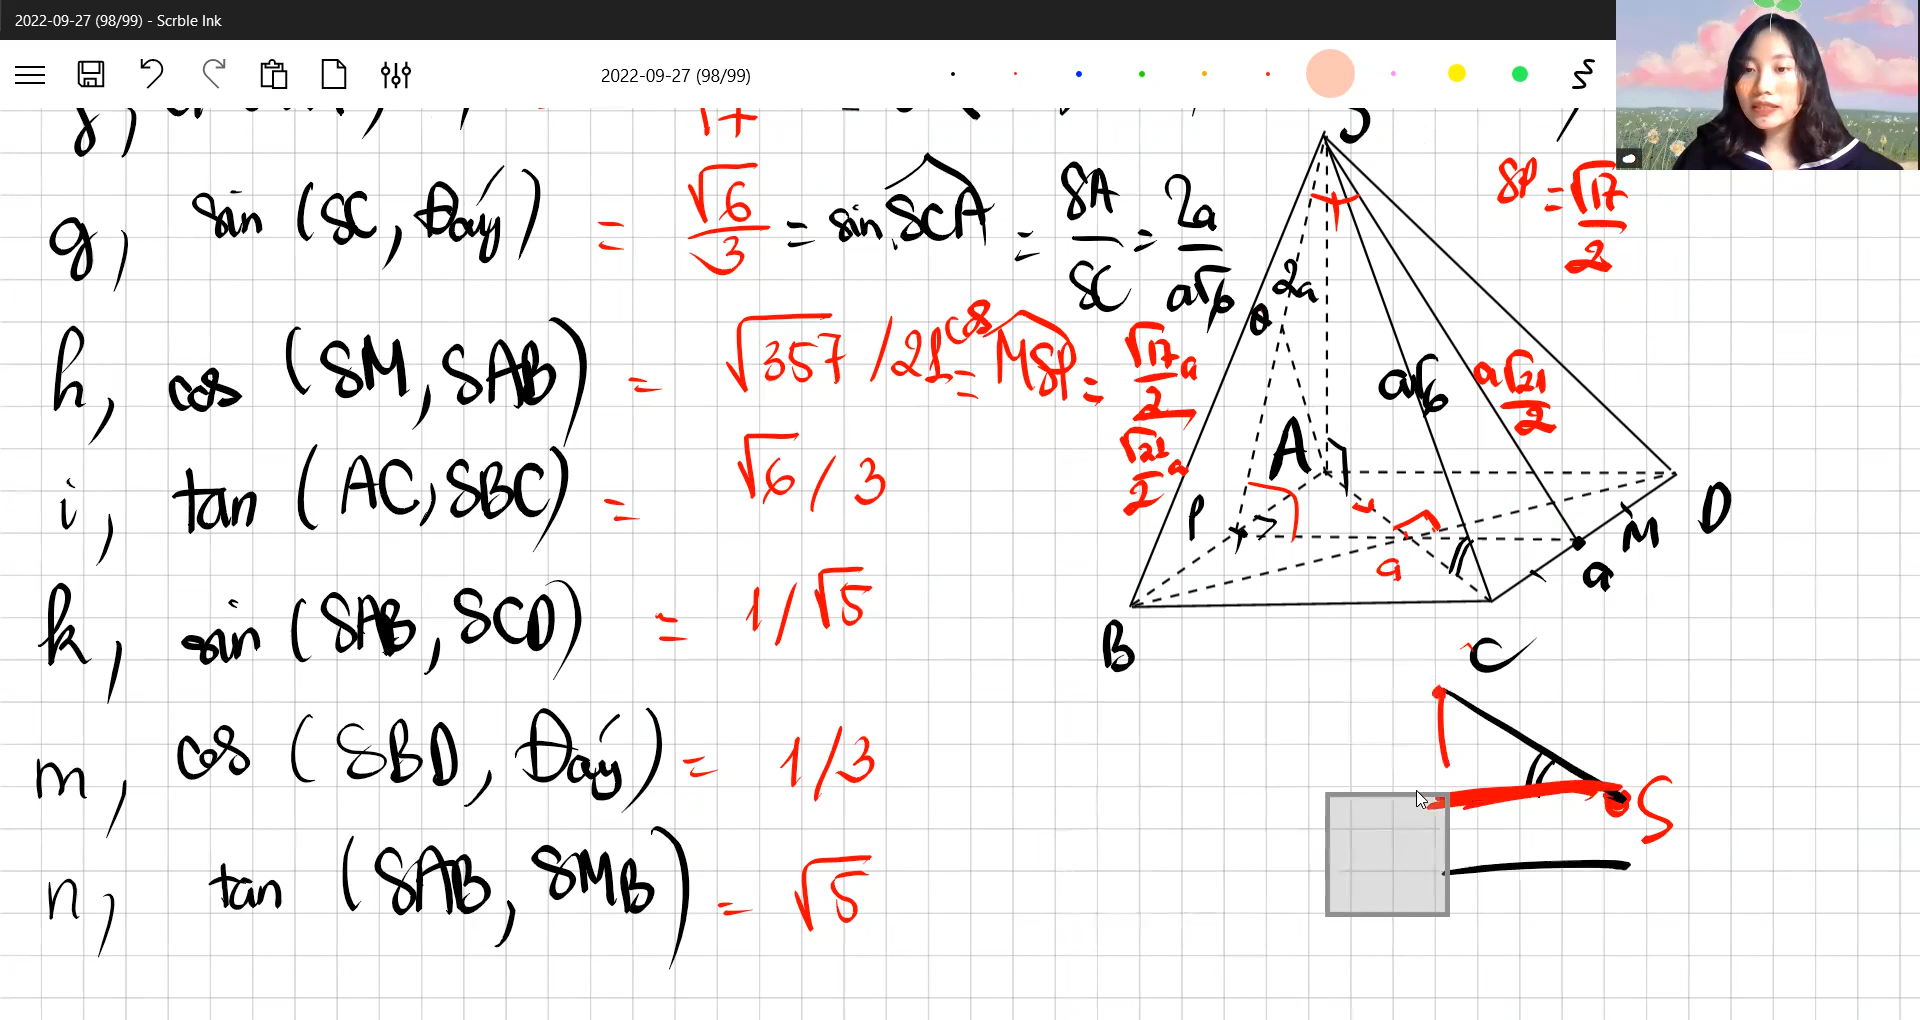 2022-09-27 (98/99) - Scrble Ink
2022-09-27 (98/99)
g, sin (SC, Đáy) = √6/3 = sin SCA = SA/SC = 2a/a√6
h, cos (SM, SAB) = √357 / 21 = cos MSP = √17/2 a / √21/2 a
i, tan (AC, SBC) = √6 / 3
k, sin (SAB, SCD) = 1/√5
m, cos (SBD, Đáy) = 1/3
n, tan (SAB, SMB) = √5
S
SP = √17/2
2a
a√6
a√21/2
A
P
M
D
a
a
B
C
S